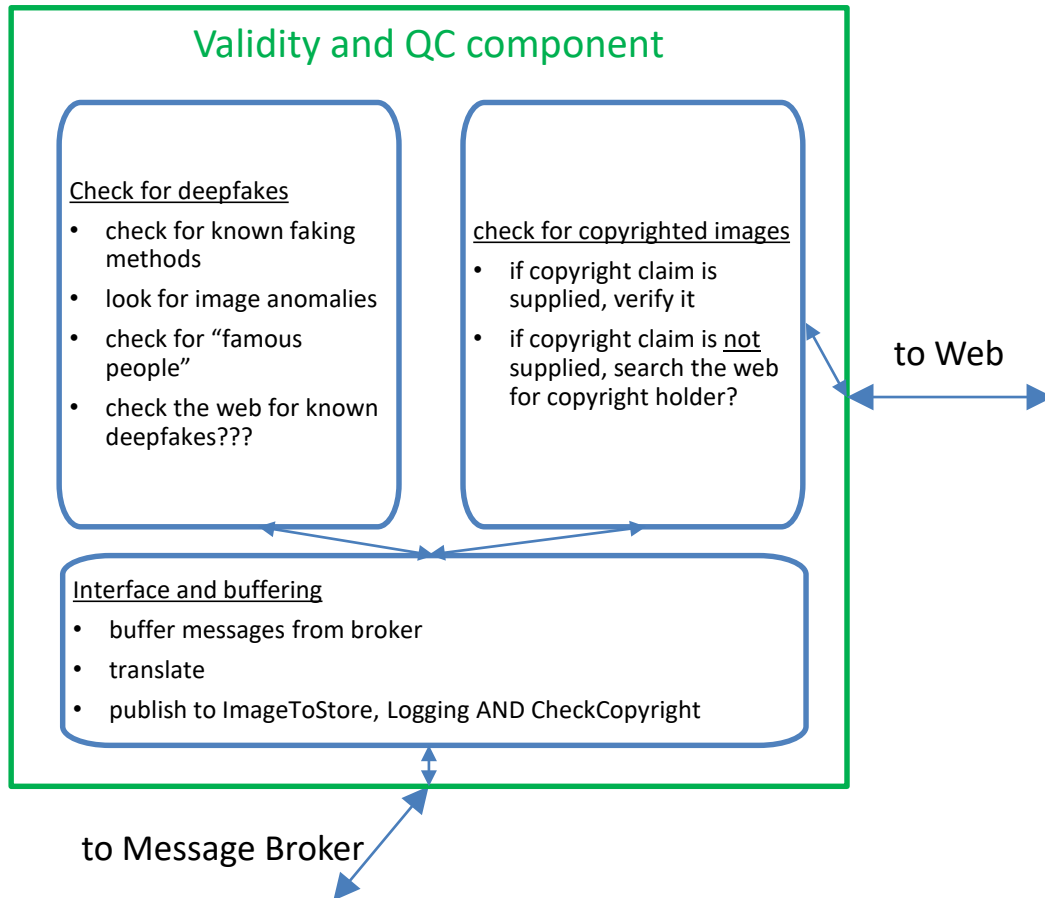 Validity and QC component
Check for deepfakes
• check for known faking
methods
• look for image anomalies
• check for “famous
people”
• check the web for known
deepfakes???
check for copyrighted images
• if copyright claim is
supplied, verify it
• if copyright claim is not
supplied, search the web
for copyright holder?
to Web
Interface and buffering
• buffer messages from broker
• translate
• publish to ImageToStore, Logging AND CheckCopyright
to Message Broker